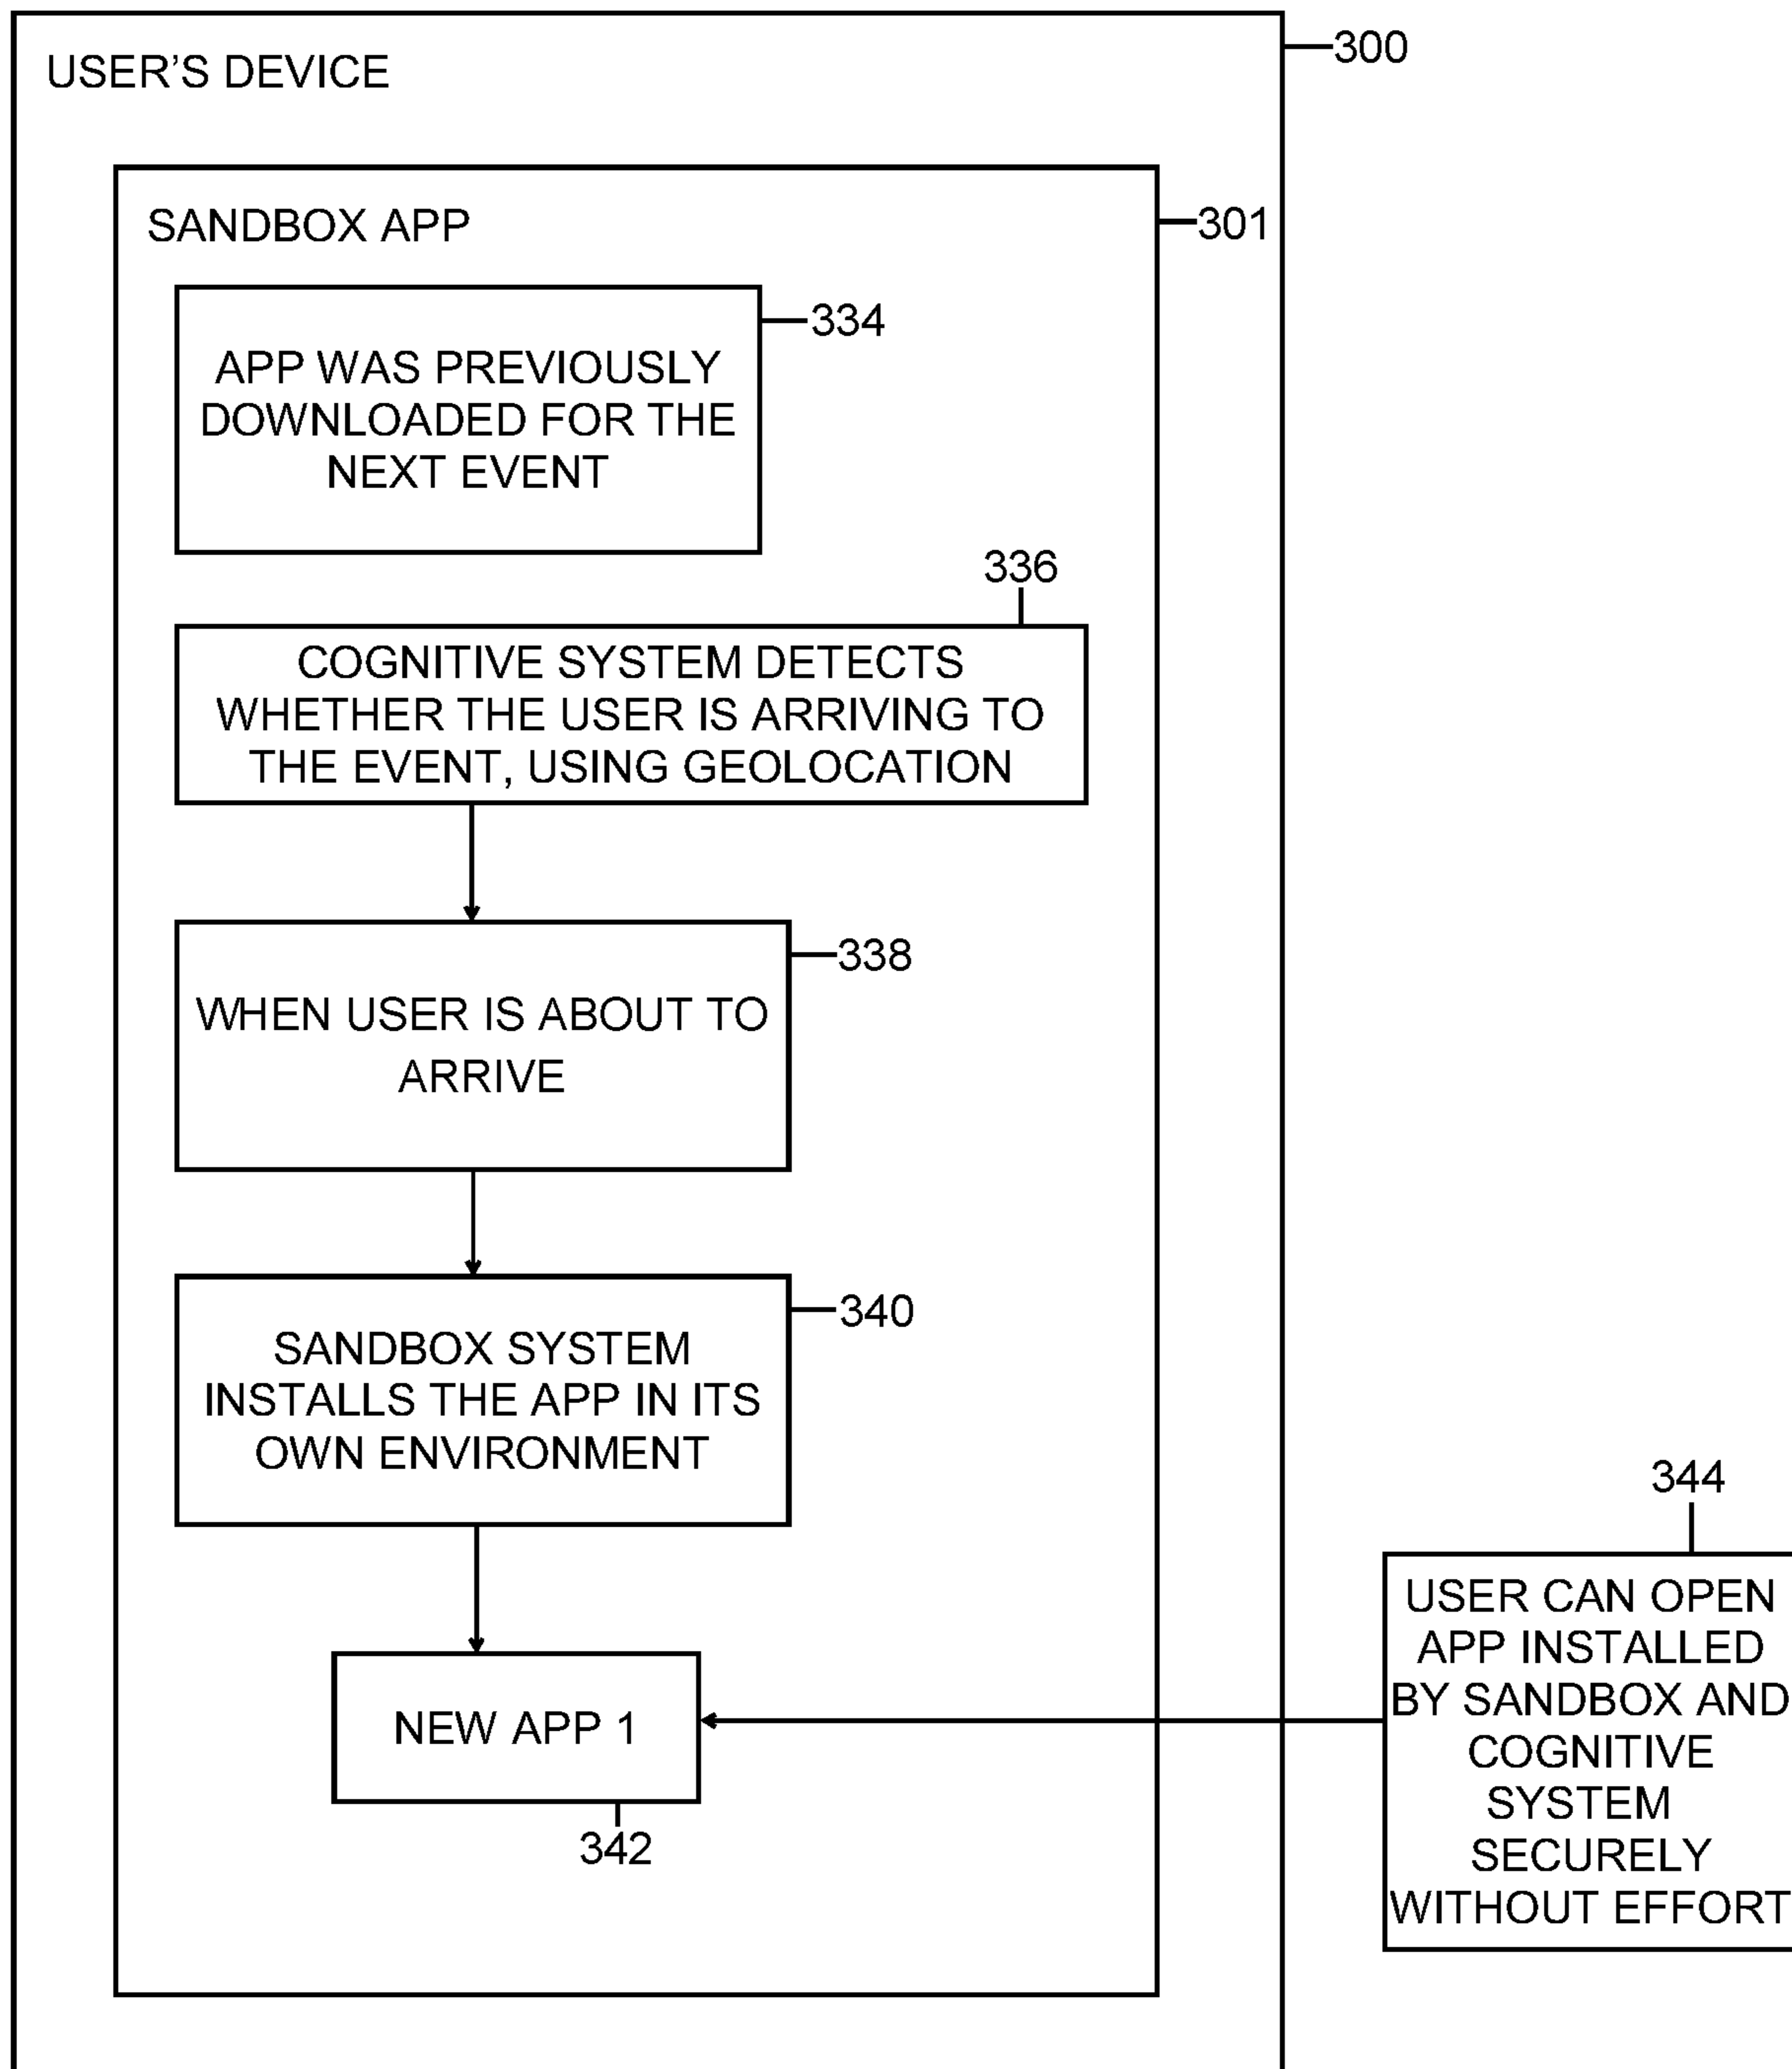 300
USER'S DEVICE
SANDBOX APP
301
334
APP WAS PREVIOUSLY
DOWNLOADED FOR THE
NEXT EVENT
336
COGNITIVE SYSTEM DETECTS
WHETHER THE USER IS ARRIVING TO
THE EVENT, USING GEOLOCATION
338
WHEN USER IS ABOUT TO
ARRIVE
340
SANDBOX SYSTEM
INSTALLS THE APP IN ITS
OWN ENVIRONMENT
344
USER CAN OPEN
APP INSTALLED
BY SANDBOX AND
COGNITIVE
SYSTEM
SECURELY
WITHOUT EFFORT
NEW APP 1
342